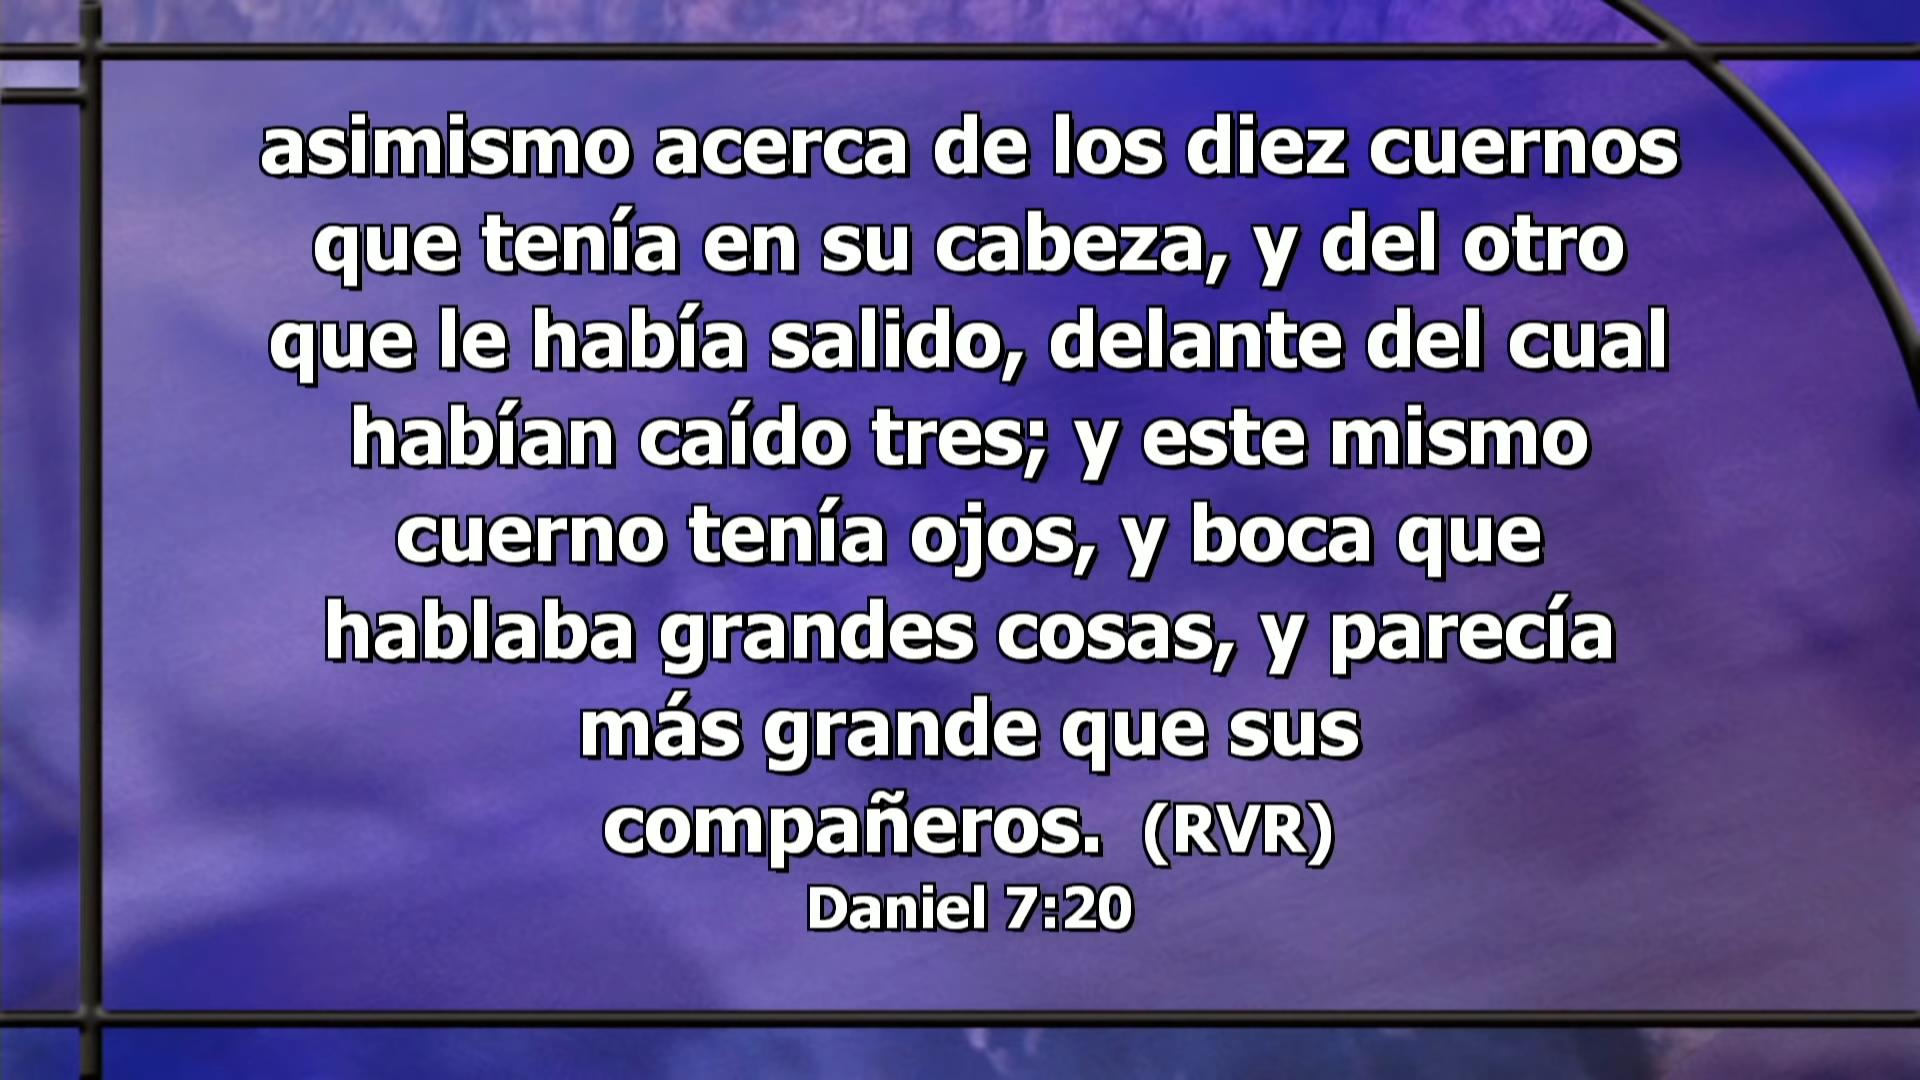 asimismo acerca de los diez cuernos
que tenía en su cabeza, y del otro
que le había salido, delante del cual
habían caído tres; y este mismo
cuerno tenía ojos, y boca que
hablaba grandes cosas, y parecía
más grande que sus
compañeros. (RVR)
Daniel 7:20